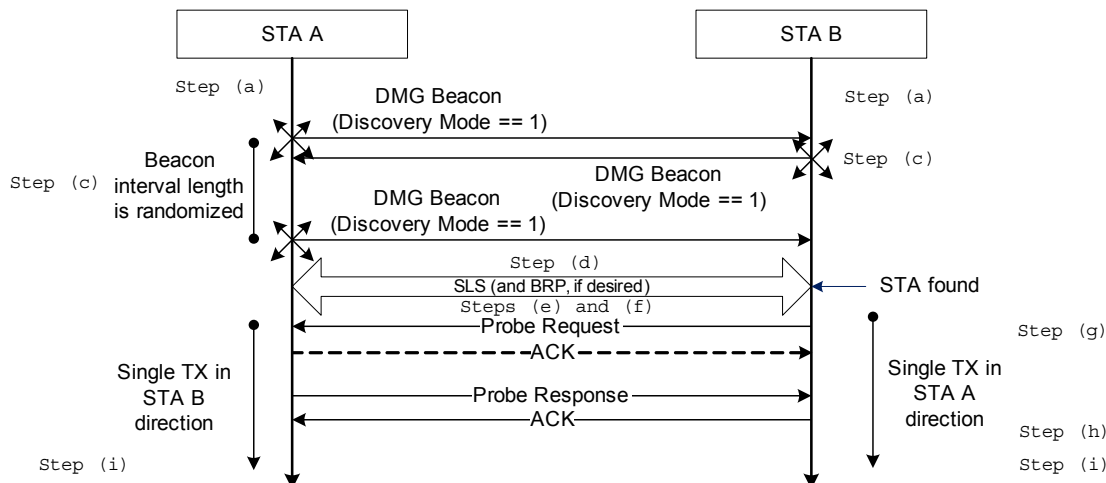 STA A
STA B
Step (a)
Step (a)
DMG Beacon
(Discovery Mode == 1)
Step (c)
Step (c)
Beacon
interval length
is randomized
DMG Beacon
(Discovery Mode == 1)
DMG Beacon
(Discovery Mode == 1)
Step (d)
SLS (and BRP, if desired)
STA found
Steps (e) and (f)
Probe Request
Step (g)
ACK
Single TX in
STA B
direction
Single TX in
STA A
direction
Probe Response
ACK
Step (h)
Step (i)
Step (i)